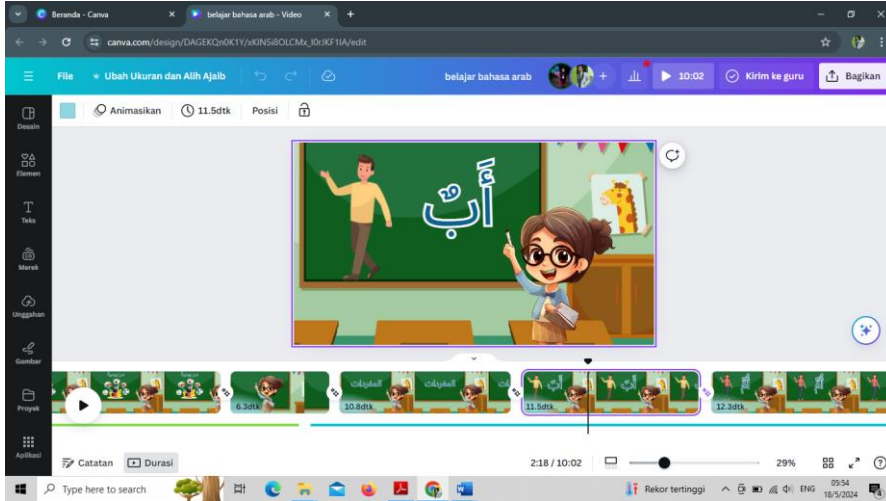 Beranda - Canva
belajar bahasa arab - Video
canva.com/design/DAGEKQn0K1Y/xKIN5i8OLCMx_I0rJKF1IA/edit
File
Ubah Ukuran dan Alih Ajaib
belajar bahasa arab
10:02
Kirim ke guru
Bagikan
Desain
Animasikan
11.5dtk
Posisi
Elemen
Teks
Merek
Unggahan
Gambar
Proyek
Aplikasi
أَبٌ
6.3dtk
المفردات
10.8dtk
المفردات
11.5dtk
أَبٌ
أَبٌ
12.3dtk
Catatan
Durasi
2:18 / 10:02
29%
Type here to search
Rekor tertinggi
ENG
05:54
18/5/2024